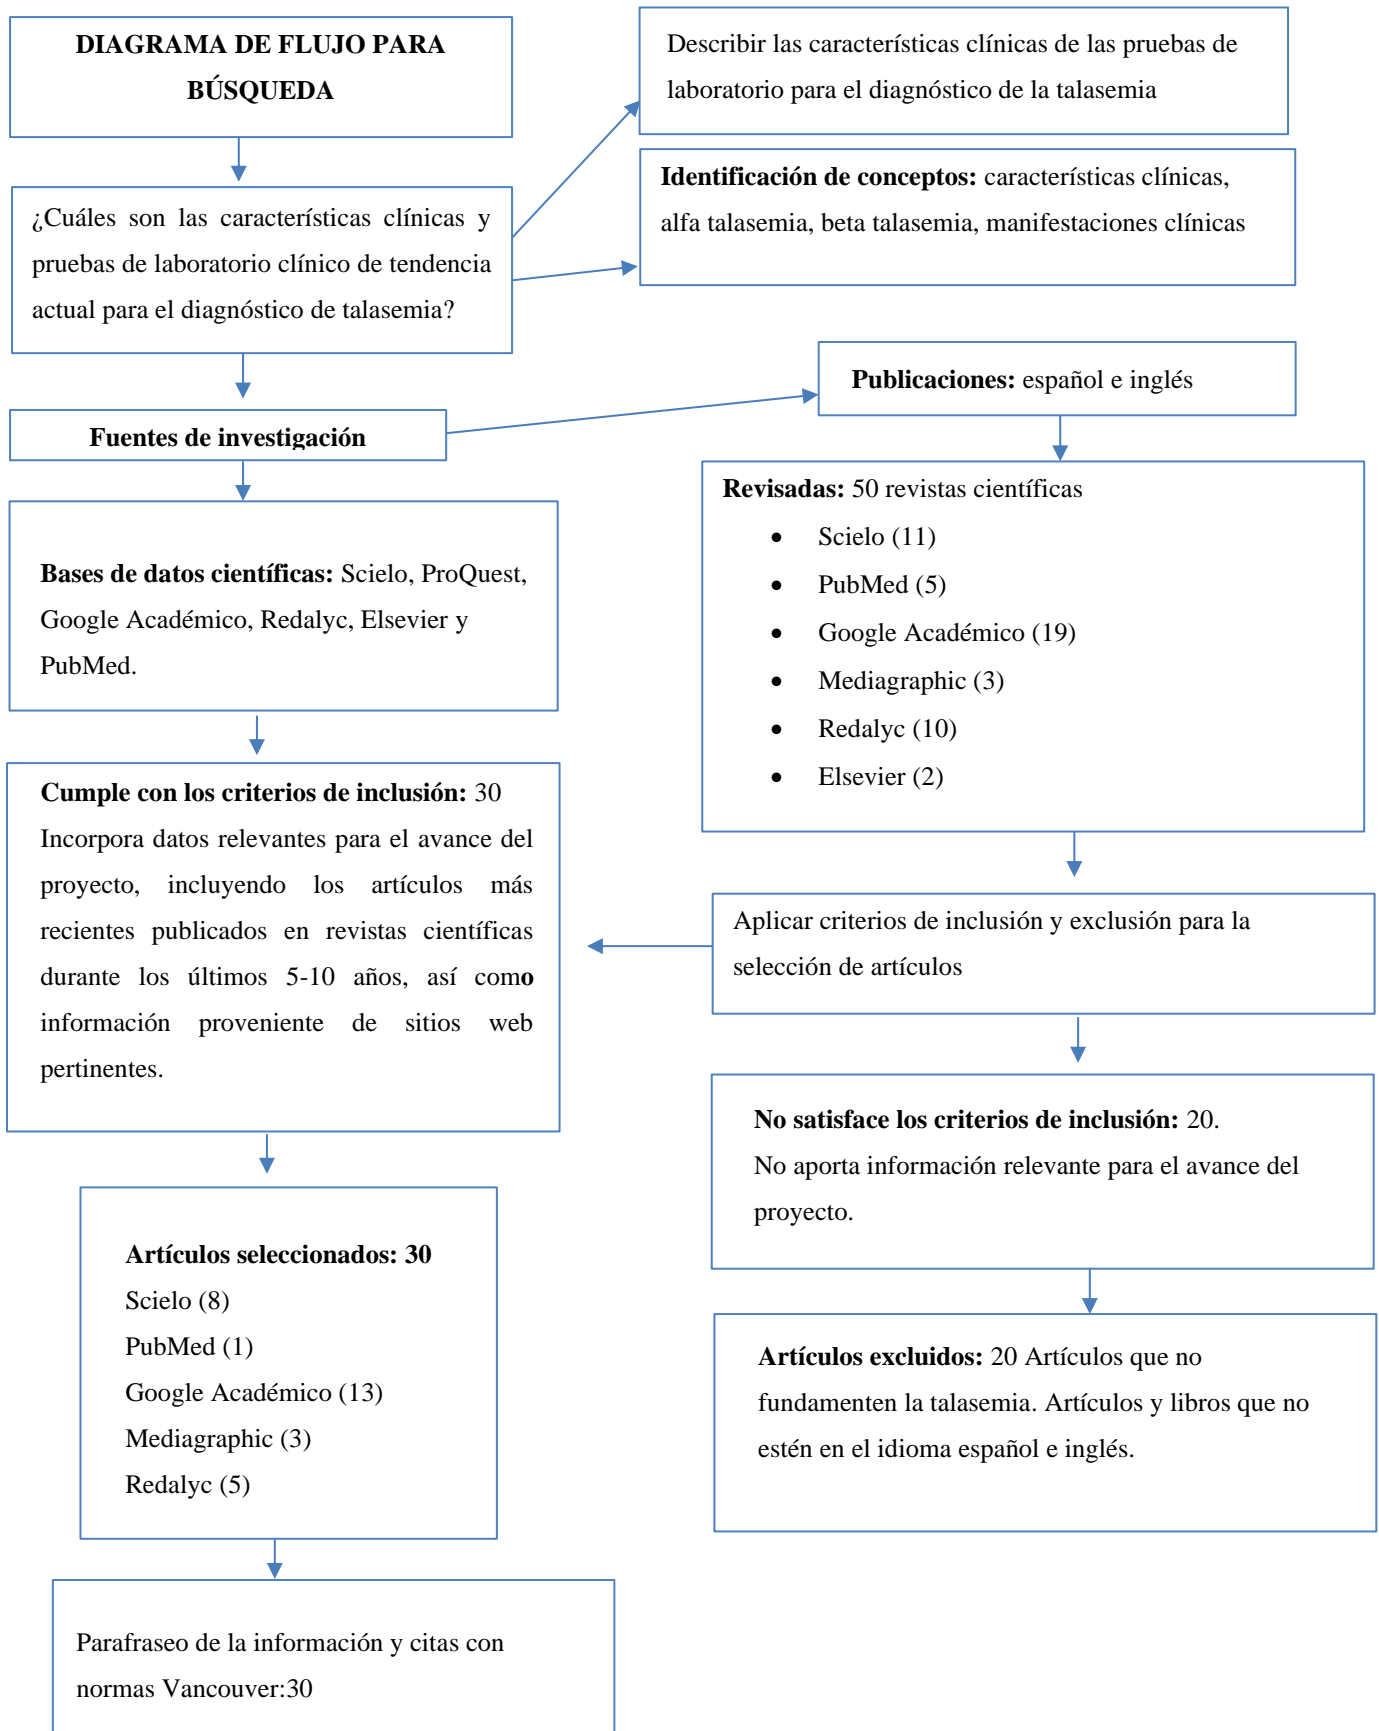 DIAGRAMA DE FLUJO PARA
BÚSQUEDA
Describir las características clínicas de las pruebas de
laboratorio para el diagnóstico de la talasemia
Identificación de conceptos: características clínicas,
alfa talasemia, beta talasemia, manifestaciones clínicas
¿Cuáles son las características clínicas y
pruebas de laboratorio clínico de tendencia
actual para el diagnóstico de talasemia?
Publicaciones: español e inglés
Fuentes de investigación
Revisadas: 50 revistas científicas
• Scielo (11)
• PubMed (5)
• Google Académico (19)
• Mediagraphic (3)
• Redalyc (10)
• Elsevier (2)
Bases de datos científicas: Scielo, ProQuest,
Google Académico, Redalyc, Elsevier y
PubMed.
Cumple con los criterios de inclusión: 30
Incorpora datos relevantes para el avance del
proyecto, incluyendo los artículos más
recientes publicados en revistas científicas
durante los últimos 5-10 años, así como
información proveniente de sitios web
pertinentes.
Aplicar criterios de inclusión y exclusión para la
selección de artículos
No satisface los criterios de inclusión: 20.
No aporta información relevante para el avance del
proyecto.
Artículos seleccionados: 30
Scielo (8)
PubMed (1)
Google Académico (13)
Mediagraphic (3)
Redalyc (5)
Artículos excluidos: 20 Artículos que no
fundamenten la talasemia. Artículos y libros que no
estén en el idioma español e inglés.
Parafraseo de la información y citas con
normas Vancouver:30